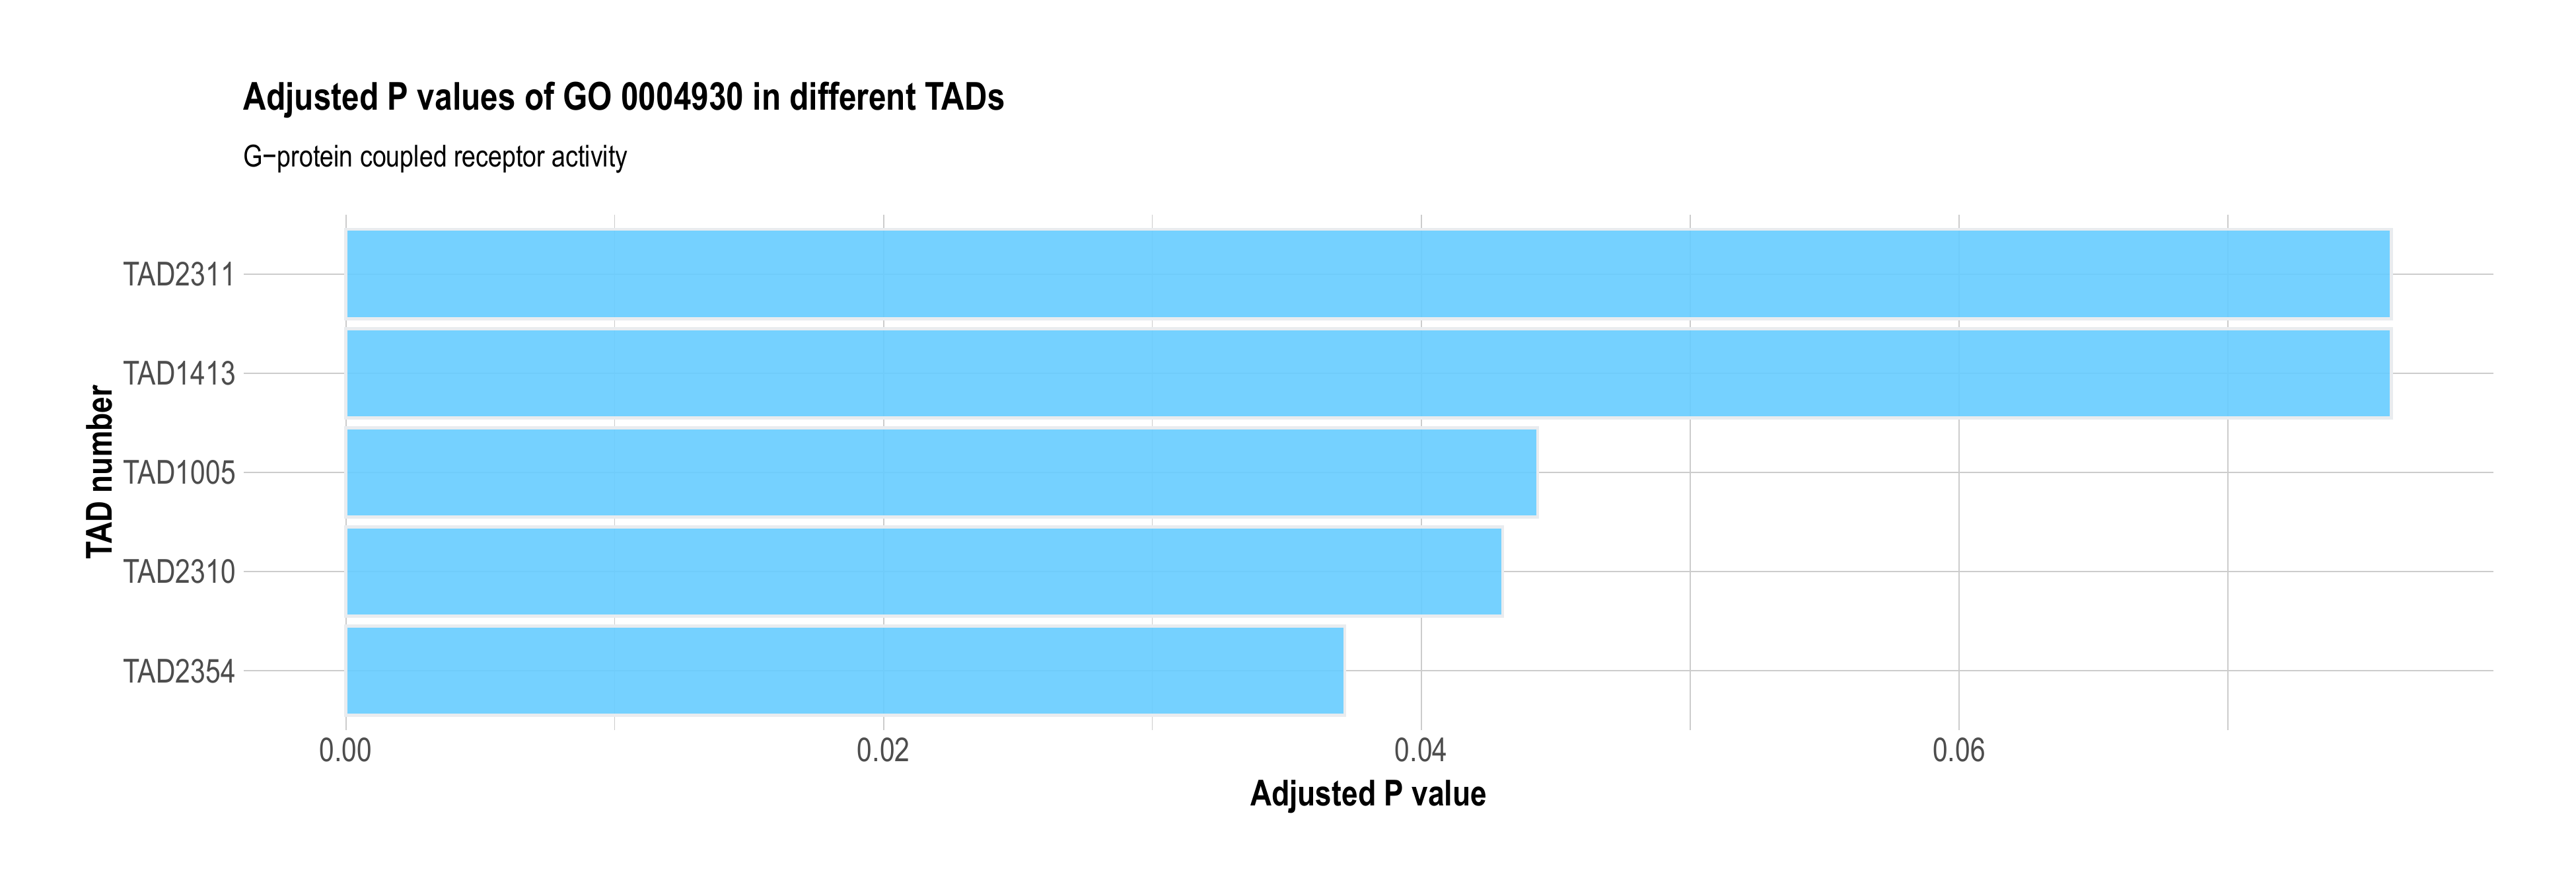 Adjusted P values of GO 0004930 in different TADs
G−protein coupled receptor activity
TAD number
TAD2311
TAD1413
TAD1005
TAD2310
TAD2354
0.00 0.02 0.04 0.06
Adjusted P value